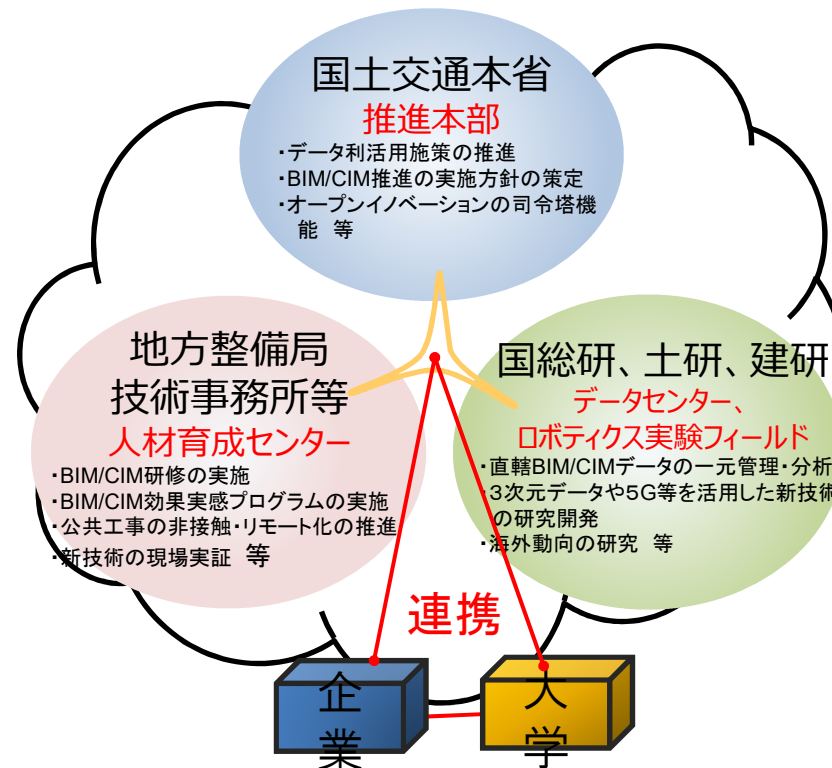 国土交通本省
推進本部
・データ利活用施策の推進
・BIM/CIM推進の実施方針の策定
・オープンイノベーションの司令塔機
能 等
地方整備局
技術事務所等
人材育成センター
・BIM/CIM研修の実施
・BIM/CIM効果実感プログラムの実施
・公共工事の非接触・リモート化の推進
・新技術の現場実証 等
国総研、土研、建研
データセンター、
ロボティクス実験フィールド
・直轄BIM/CIMデータの一元管理・分析
・3次元データや5G等を活用した新技術
の研究開発
・海外動向の研究 等
連携
企
業
大
学